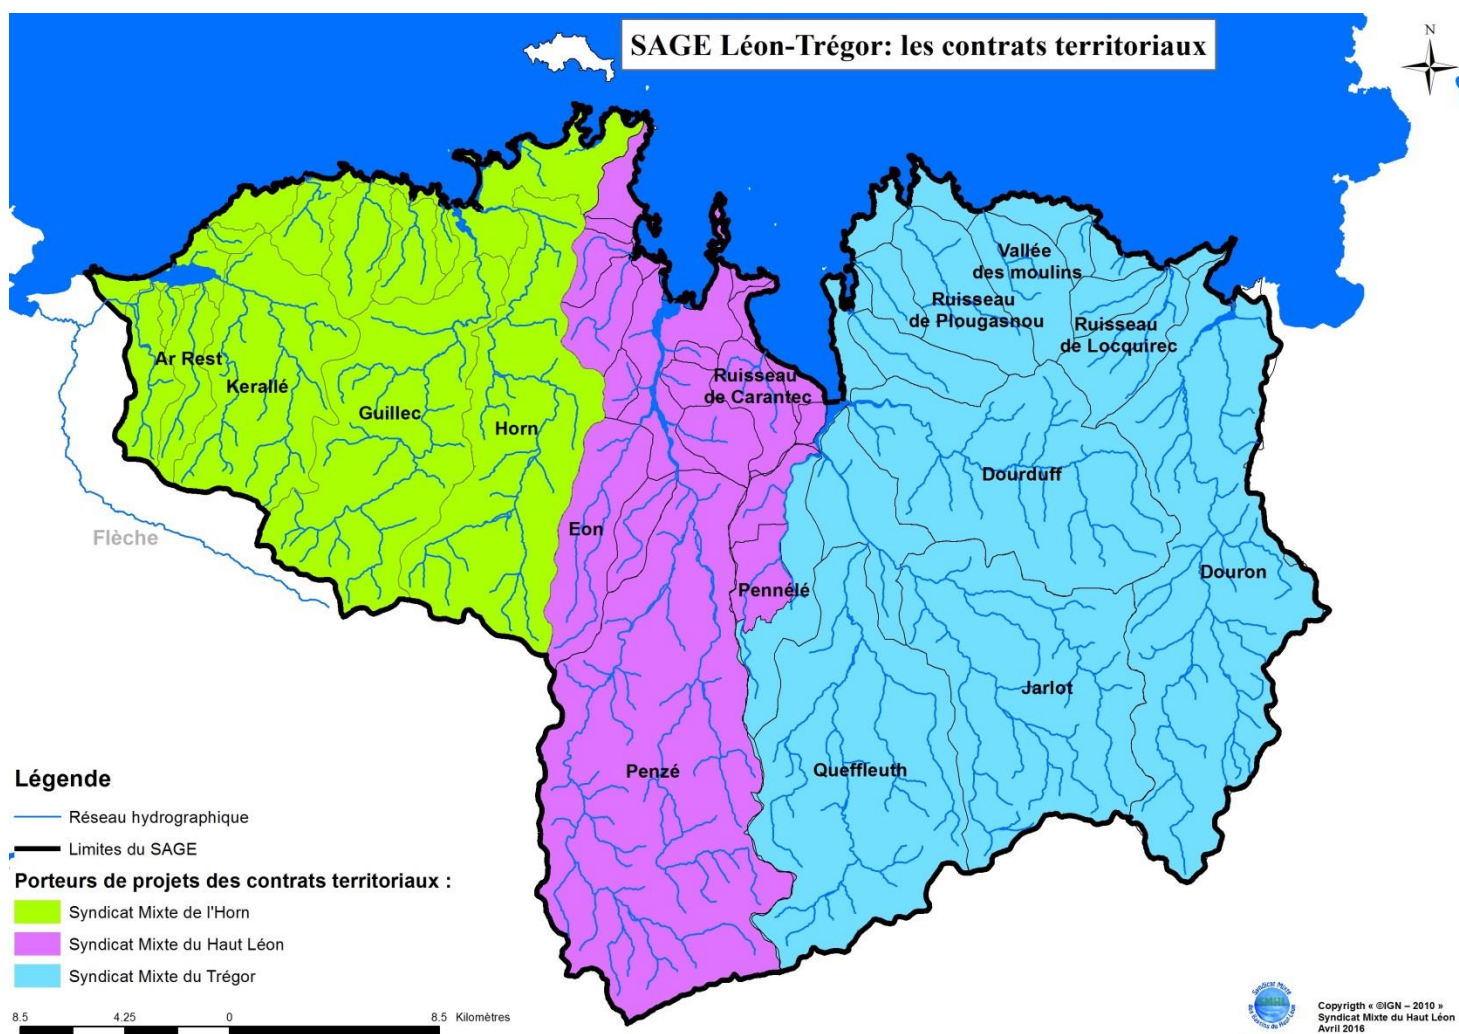 SAGE Léon-Trégor: les contrats territoriaux
N
Vallée
des moulins
Ruisseau
de Plougasnou
Ruisseau
de Locquirec
Ar Rest
Kerallé
Guillec
Horn
Ruisseau
de Carantec
Dourduff
Flèche
Eon
Pennélé
Douron
Jarlot
Penzé
Queffleuth
Légende
Réseau hydrographique
Limites du SAGE
Porteurs de projets des contrats territoriaux :
Syndicat Mixte de l'Horn
Syndicat Mixte du Haut Léon
Syndicat Mixte du Trégor
8.5 4.25 0 8.5 Kilomètres
Syndicat Mixte
SMHL
Copyrigth « ©IGN – 2010 »
Syndicat Mixte du Haut Léon
Avril 2016